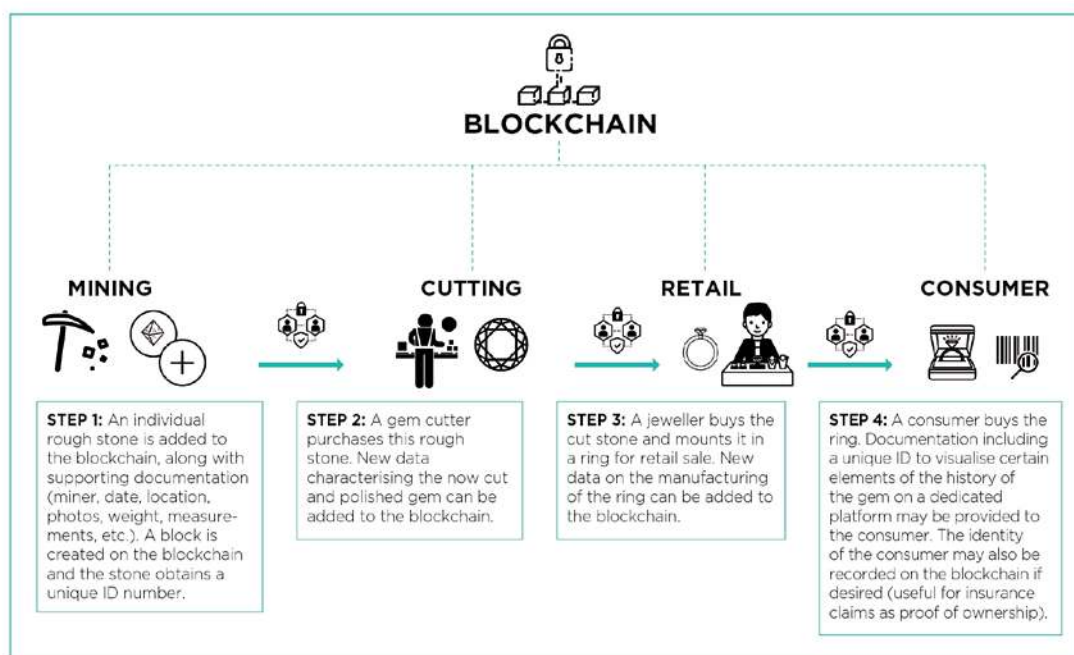 BLOCKCHAIN
MINING
CUTTING
RETAIL
CONSUMER
STEP 1: An individual
rough stone is added to
the blockchain, along with
supporting documentation
(miner, date, location,
photos, weight, measure-
ments, etc.). A block is
created on the blockchain
and the stone obtains a
unique ID number.
STEP 2: A gem cutter
purchases this rough
stone. New data
characterising the now cut
and polished gem can be
added to the blockchain.
STEP 3: A jeweller buys the
cut stone and mounts it in
a ring for retail sale. New
data on the manufacturing
of the ring can be added to
the blockchain.
STEP 4: A consumer buys the
ring. Documentation including
a unique ID to visualise certain
elements of the history of
the gem on a dedicated
platform may be provided to
the consumer. The identity
of the consumer may also be
recorded on the blockchain if
desired (useful for insurance
claims as proof of ownership).